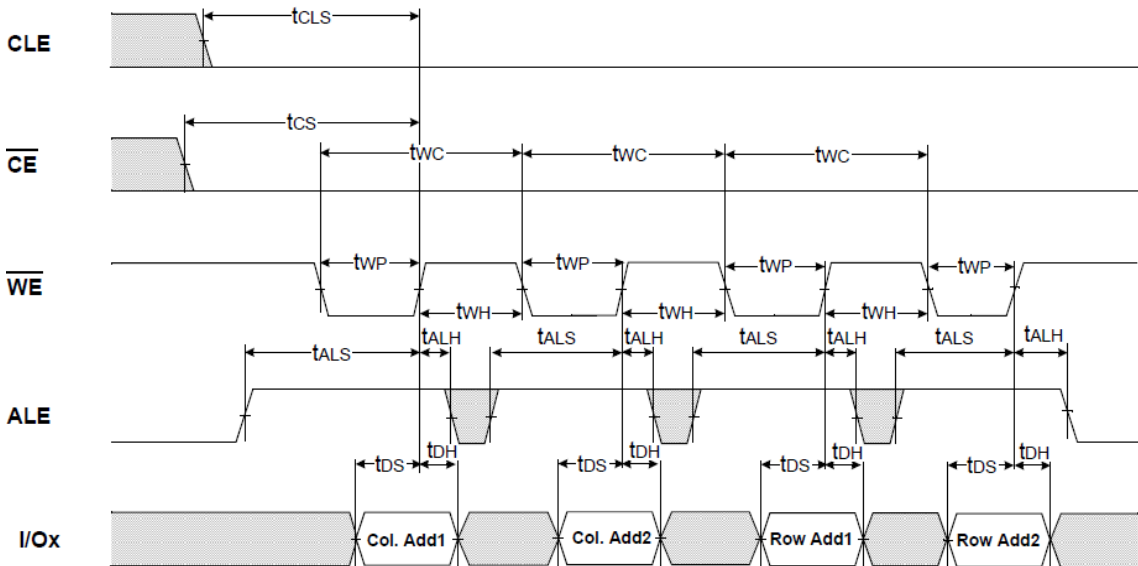 CLE tCLS
tCS
CE tWC tWC tWC
WE tWP tWP tWP tWP
tWH tWH tWH
tALS tALH tALS tALH tALS tALH tALS tALH
ALE
tDS tDH tDS tDH tDS tDH tDS tDH
I/Ox Col. Add1 Col. Add2 Row Add1 Row Add2